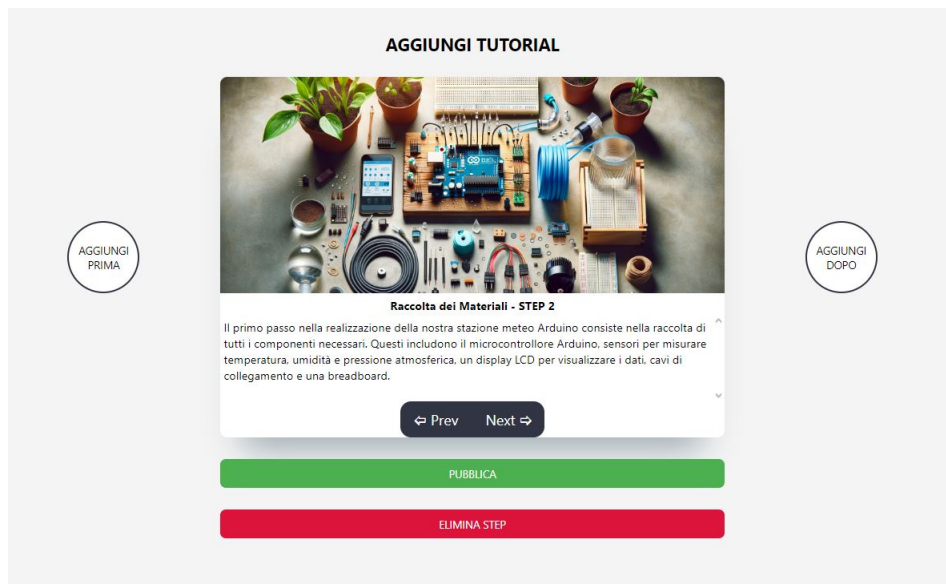 AGGIUNGI TUTORIAL
AGGIUNGI
PRIMA
AGGIUNGI
DOPO
Raccolta dei Materiali - STEP 2
Il primo passo nella realizzazione della nostra stazione meteo Arduino consiste nella raccolta di
tutti i componenti necessari. Questi includono il microcontrollore Arduino, sensori per misurare
temperatura, umidità e pressione atmosferica, un display LCD per visualizzare i dati, cavi di
collegamento e una breadboard.
⇦ Prev Next ⇨
PUBBLICA
ELIMINA STEP